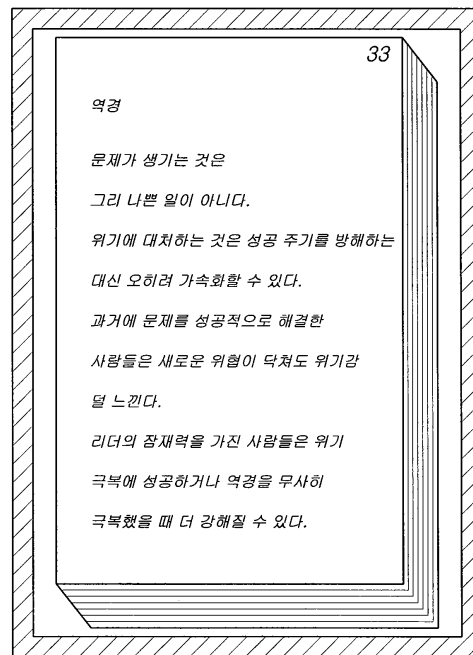 33
역경
문제가 생기는 것은
그리 나쁜 일이 아니다.
위기에 대처하는 것은 성공 주기를 방해하는
대신 오히려 가속화할 수 있다.
과거에 문제를 성공적으로 해결한
사람들은 새로운 위협이 닥쳐도 위기감
덜 느낀다.
리더의 잠재력을 가진 사람들은 위기
극복에 성공하거나 역경을 무사히
극복했을 때 더 강해질 수 있다.